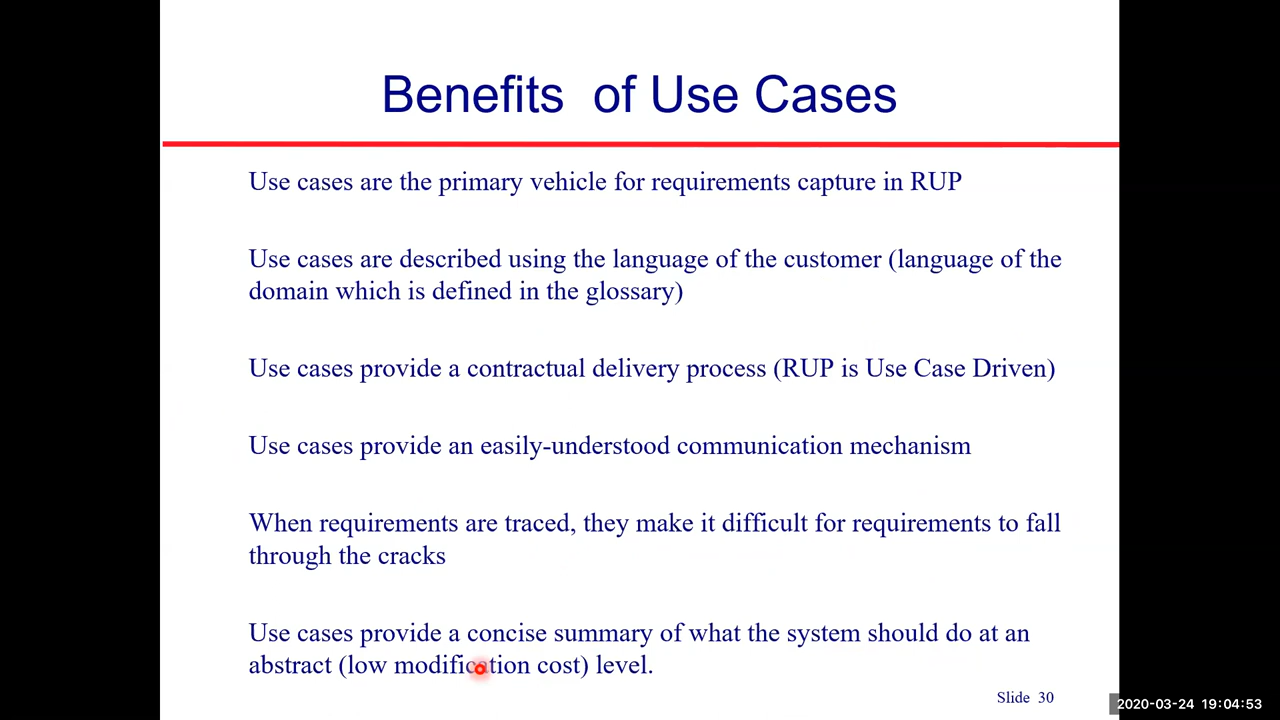 Benefits of Use Cases
Use cases are the primary vehicle for requirements capture in RUP
Use cases are described using the language of the customer (language of the
domain which is defined in the glossary)
Use cases provide a contractual delivery process (RUP is Use Case Driven)
Use cases provide an easily-understood communication mechanism
When requirements are traced, they make it difficult for requirements to fall
through the cracks
Use cases provide a concise summary of what the system should do at an
abstract (low modification cost) level.
Slide 30
2020-03-24 19:04:53